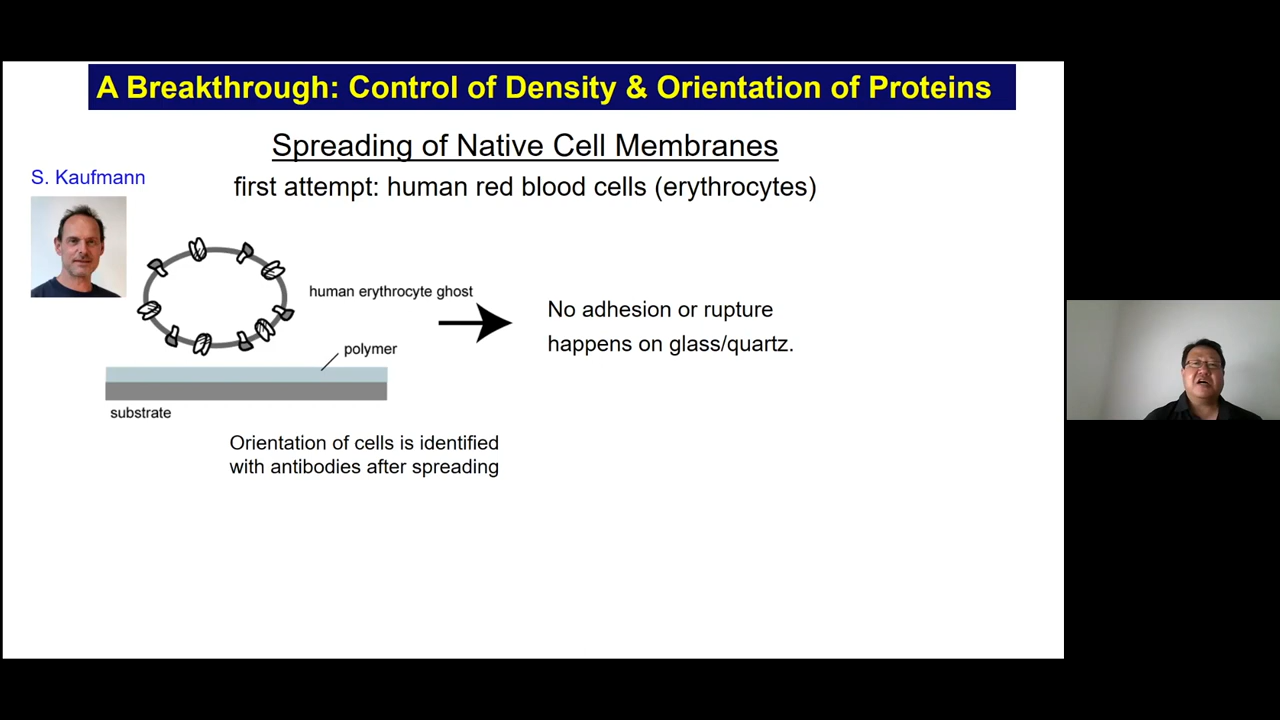 A Breakthrough: Control of Density & Orientation of Proteins
Spreading of Native Cell Membranes
first attempt: human red blood cells (erythrocytes)
S. Kaufmann
human erythrocyte ghost
No adhesion or rupture
happens on glass/quartz.
polymer
substrate
Orientation of cells is identified
with antibodies after spreading